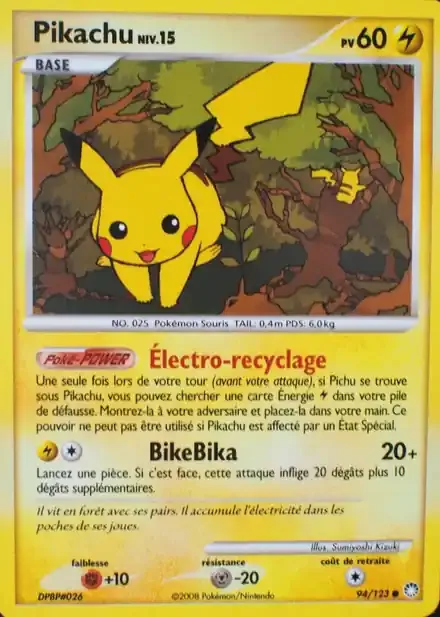 Pikachu NIV.15 PV 60
BASE
NO. 025 Pokémon Souris TAIL: 0,4m PDS: 6,0kg
Poké-POWER Électro-recyclage
Une seule fois lors de votre tour (avant votre attaque), si Pichu se trouve
sous Pikachu, vous pouvez chercher une carte Énergie dans votre pile
de défausse. Montrez-la à votre adversaire et placez-la dans votre main. Ce
pouvoir ne peut pas être utilisé si Pikachu est affecté par un État Spécial.
BikeBika 20+
Lancez une pièce. Si c'est face, cette attaque inflige 20 dégâts plus 10
dégâts supplémentaires.
Il vit en forêt avec ses pairs. Il accumule l'électricité dans les
poches de ses joues.
Illus. Sumiyoshi Kizuki
faiblesse résistance coût de retraite
+10 -20
DPBP#026 ©2008 Pokémon/Nintendo 94/123